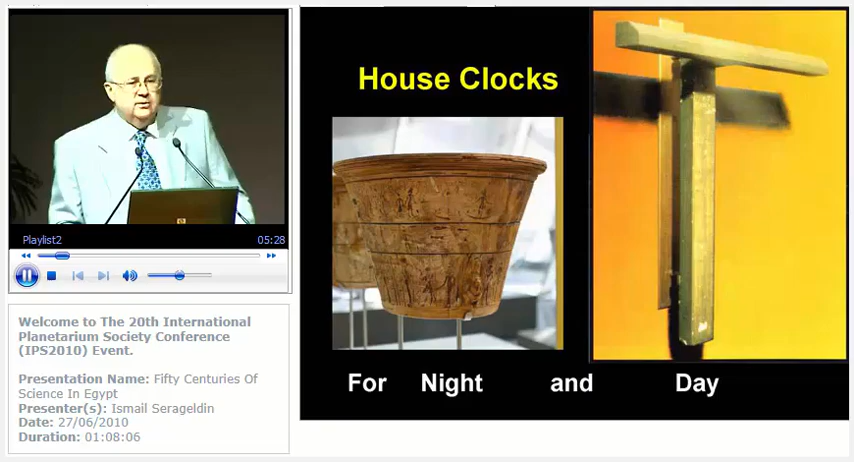 House Clocks
For Night and Day
Playlist2 05:28
Welcome to The 20th International
Planetarium Society Conference
(IPS2010) Event.
Presentation Name: Fifty Centuries Of
Science In Egypt
Presenter(s): Ismail Serageldin
Date: 27/06/2010
Duration: 01:08:06